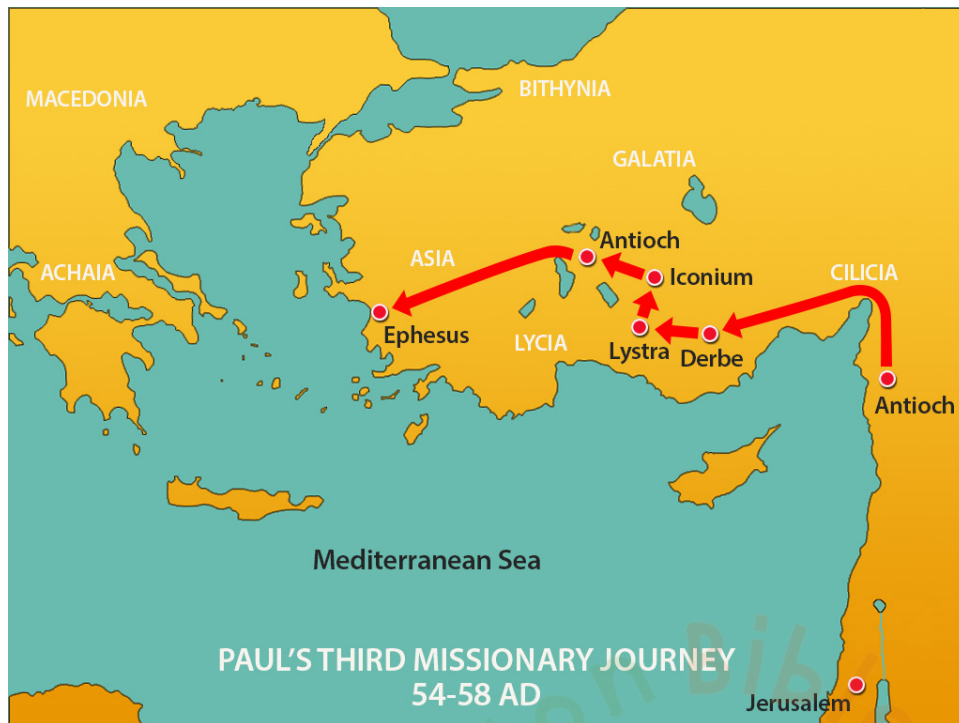 MACEDONIA
BITHYNIA
GALATIA
Antioch
ASIA
Iconium
CILICIA
ACHAIA
Ephesus
LYCIA
Lystra
Derbe
Antioch
Mediterranean Sea
PAUL'S THIRD MISSIONARY JOURNEY
54-58 AD
Jerusalem